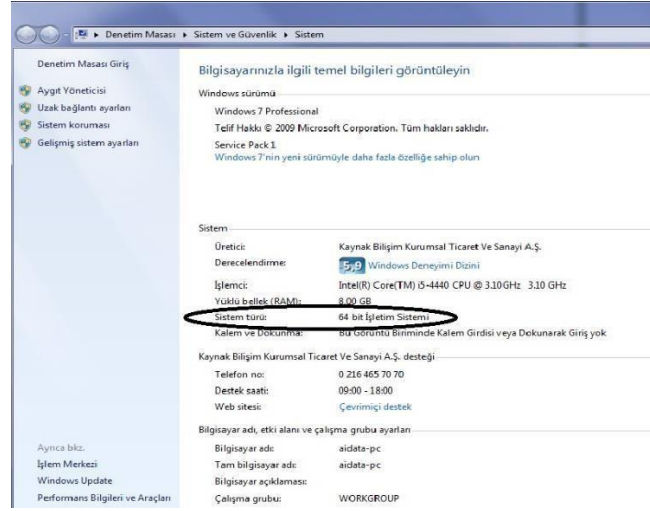 Denetim Masası ▸ Sistem ve Güvenlik ▸ Sistem
Denetim Masası Giriş
Aygıt Yöneticisi
Uzak bağlantı ayarları
Sistem koruması
Gelişmiş sistem ayarları
Bilgisayarınızla ilgili temel bilgileri görüntüleyin
Windows sürümü
Windows 7 Professional
Telif Hakkı © 2009 Microsoft Corporation. Tüm hakları saklıdır.
Service Pack 1
Windows 7'nin yeni sürümüyle daha fazla özelliğe sahip olun
Sistem
Üretici: Kaynak Bilişim Kurumsal Ticaret Ve Sanayi A.Ş.
Derecelendirme: 5,9 Windows Deneyimi Dizini
İşlemci: Intel(R) Core(TM) i5-4440 CPU @ 3.10GHz 3.10 GHz
Yüklü bellek (RAM): 8,00 GB
Sistem türü: 64 bit İşletim Sistemi
Kalem ve Dokunma: Bu Görüntü Biriminde Kalem Girdisi veya Dokunarak Giriş yok
Kaynak Bilişim Kurumsal Ticaret Ve Sanayi A.Ş. desteği
Telefon no: 0 216 465 70 70
Destek saati: 09:00 - 18:00
Web sitesi: Çevrimiçi destek
Bilgisayar adı, etki alanı ve çalışma grubu ayarları
Bilgisayar adı: aidata-pc
Tam bilgisayar adı: aidata-pc
Bilgisayar açıklaması:
Çalışma grubu: WORKGROUP
Ayrıca bkz.
İşlem Merkezi
Windows Update
Performans Bilgileri ve Araçları